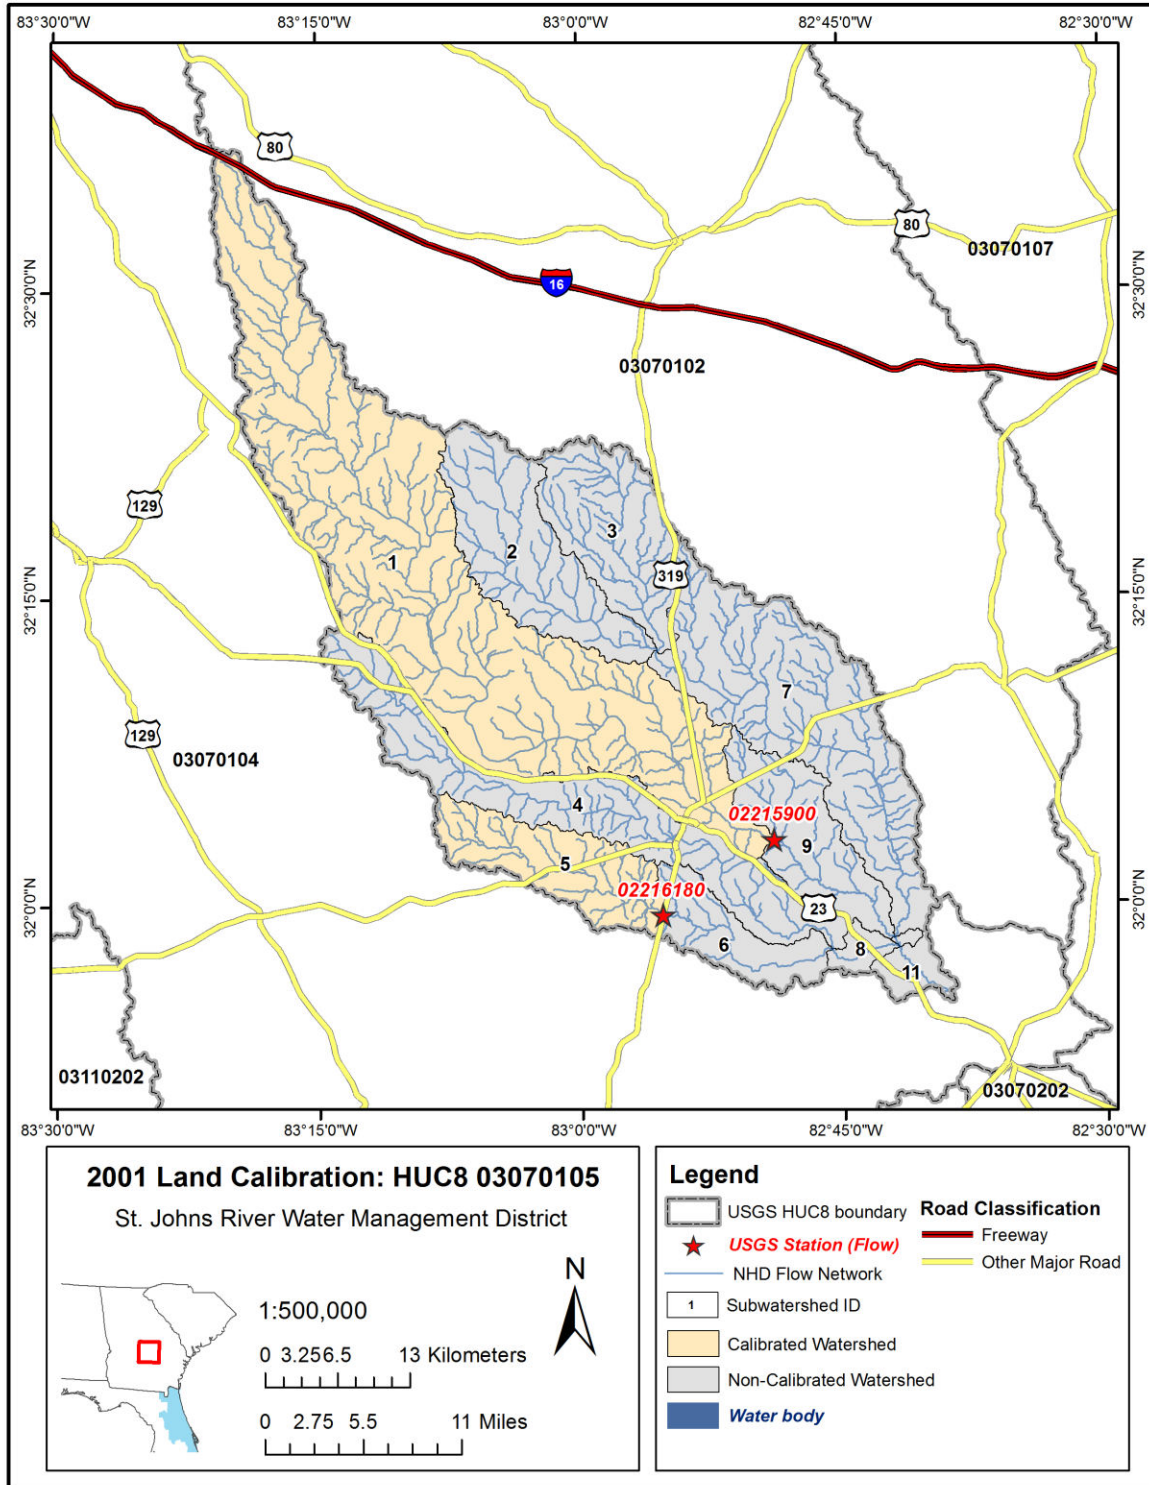 83°30'0"W 83°15'0"W 83°0'0"W 82°45'0"W 82°30'0"W
80
80
03070107
32°30'0"N
32°30'0"N
16
03070102
129
3
2
1
319
32°15'0"N
32°15'0"N
7
129
03070104
4
02215900
9
5
02216180
23
32°0'0"N
32°0'0"N
6
8
11
03110202
03070202
83°30'0"W 83°15'0"W 83°0'0"W 82°45'0"W 82°30'0"W
2001 Land Calibration: HUC8 03070105
St. Johns River Water Management District
N
1:500,000
0 3.25 6.5 13 Kilometers
0 2.75 5.5 11 Miles
Legend
USGS HUC8 boundary
USGS Station (Flow)
NHD Flow Network
1 Subwatershed ID
Calibrated Watershed
Non-Calibrated Watershed
Water body
Road Classification
Freeway
Other Major Road